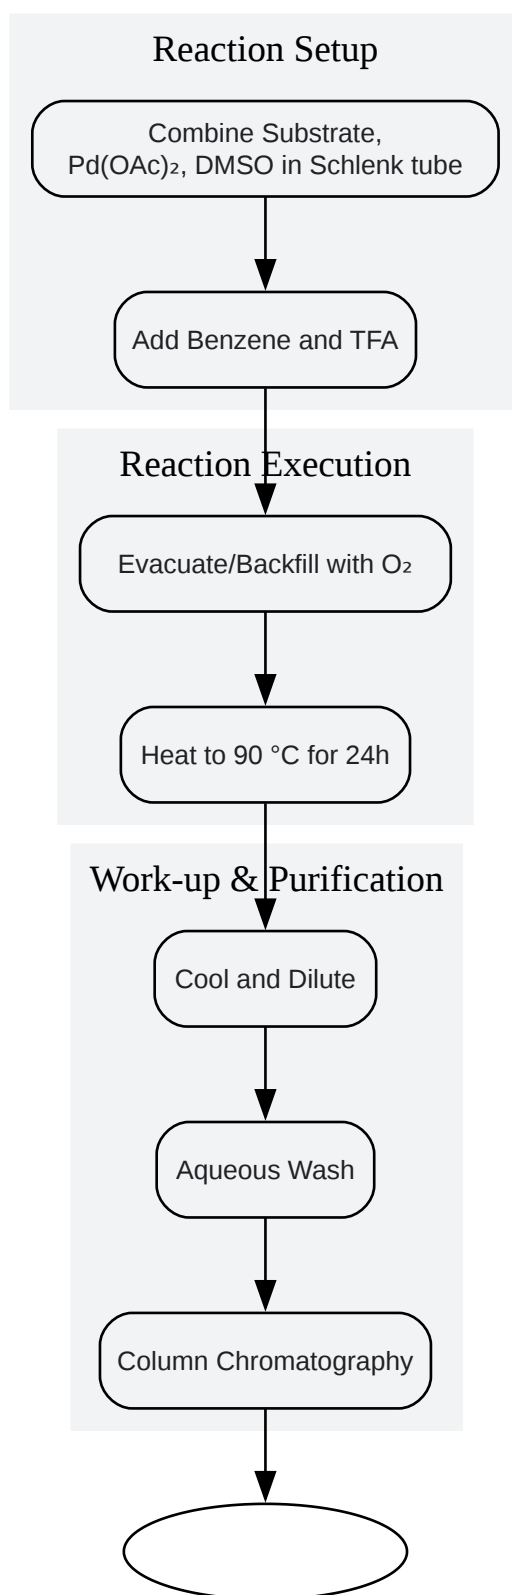 Reaction Setup
Combine Substrate,
Pd(OAc)₂, DMSO in Schlenk tube
Add Benzene and TFA
Reaction Execution
Evacuate/Backfill with O₂
Heat to 90 °C for 24h
Work-up & Purification
Cool and Dilute
Aqueous Wash
Column Chromatography